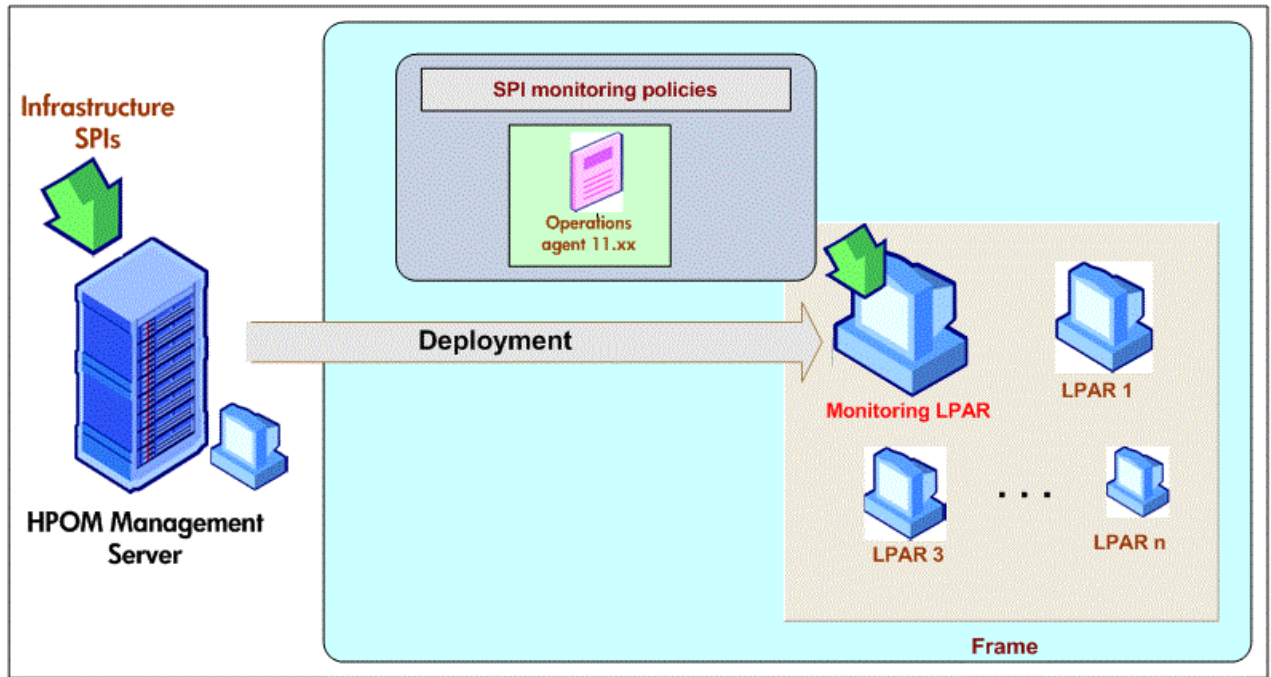 Infrastructure
SPIs
SPI monitoring policies
Operations
agent 11.xx
Deployment
Monitoring LPAR
LPAR 1
HPOM Management
Server
LPAR 3
. . .
LPAR n
Frame